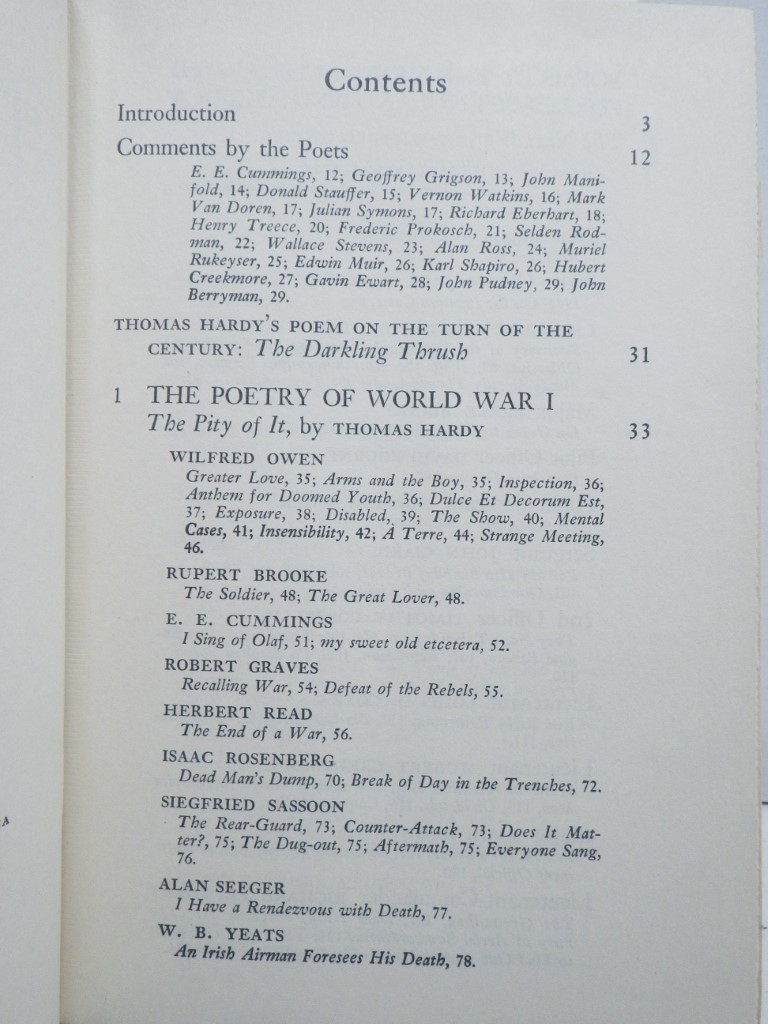 Contents
Introduction 3
Comments by the Poets 12
E. E. Cummings, 12; Geoffrey Grigson, 13; John Mani-
fold, 14; Donald Stauffer, 15; Vernon Watkins, 16; Mark
Van Doren, 17; Julian Symons, 17; Richard Eberhart, 18;
Henry Treece, 20; Frederic Prokosch, 21; Selden Rod-
man, 22; Wallace Stevens, 23; Alan Ross, 24; Muriel
Rukeyser, 25; Edwin Muir, 26; Karl Shapiro, 26; Hubert
Creekmore, 27; Gavin Ewart, 28; John Pudney, 29; John
Berryman, 29.
THOMAS HARDY'S POEM ON THE TURN OF THE
CENTURY: The Darkling Thrush 31
1 THE POETRY OF WORLD WAR I
The Pity of It, by THOMAS HARDY 33
WILFRED OWEN
Greater Love, 35; Arms and the Boy, 35; Inspection, 36;
Anthem for Doomed Youth, 36; Dulce Et Decorum Est,
37; Exposure, 38; Disabled, 39; The Show, 40; Mental
Cases, 41; Insensibility, 42; A Terre, 44; Strange Meeting,
46.
RUPERT BROOKE
The Soldier, 48; The Great Lover, 48.
E. E. CUMMINGS
I Sing of Olaf, 51; my sweet old etcetera, 52.
ROBERT GRAVES
Recalling War, 54; Defeat of the Rebels, 55.
HERBERT READ
The End of a War, 56.
ISAAC ROSENBERG
Dead Man's Dump, 70; Break of Day in the Trenches, 72.
SIEGFRIED SASSOON
The Rear-Guard, 73; Counter-Attack, 73; Does It Mat-
ter?, 75; The Dug-out, 75; Aftermath, 75; Everyone Sang,
76.
ALAN SEEGER
I Have a Rendezvous with Death, 77.
W. B. YEATS
An Irish Airman Foresees His Death, 78.